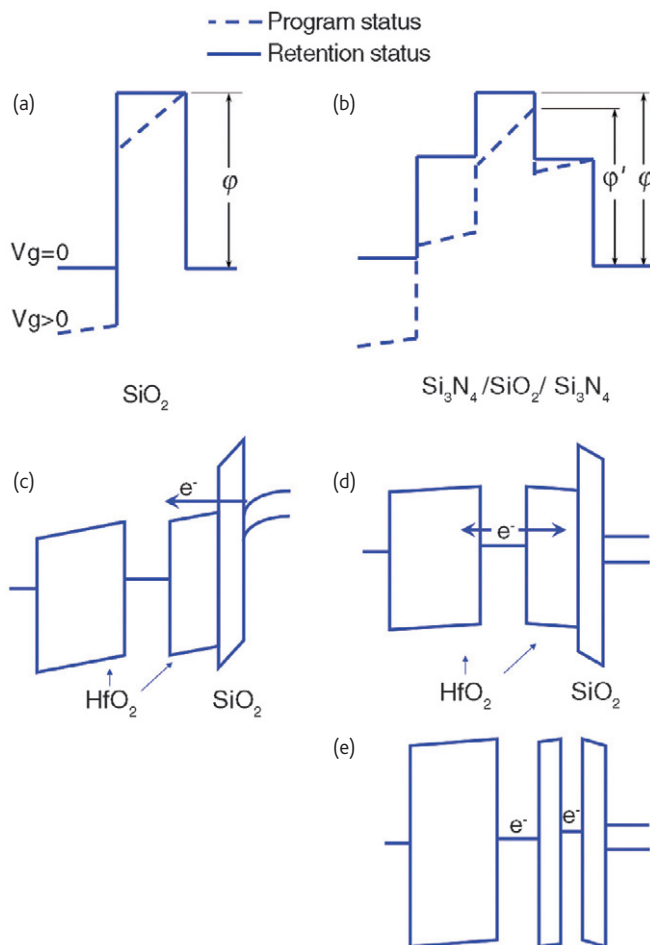 Program status
Retention status
(a)
(b)
φ
φ'
φ
Vg=0
Vg>0
SiO₂
Si₃N₄/SiO₂/ Si₃N₄
(c)
e⁻
(d)
e⁻
HfO₂
SiO₂
HfO₂
SiO₂
(e)
e⁻
e⁻